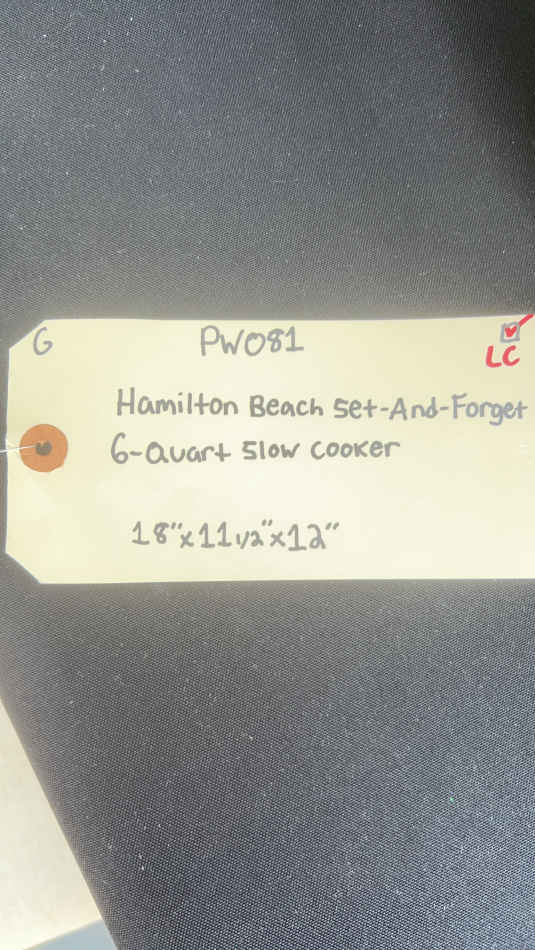 G PW081
LC
Hamilton Beach Set-And-Forget
6-Quart Slow Cooker
18"x11 1/2"x12"